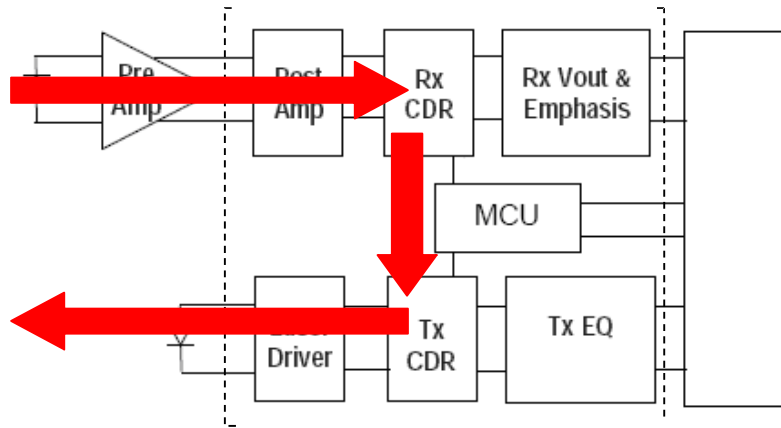 Pre
Amp
Post
Amp
Rx
CDR
Rx Vout &
Emphasis
MCU
Driver
Tx
CDR
Tx EQ